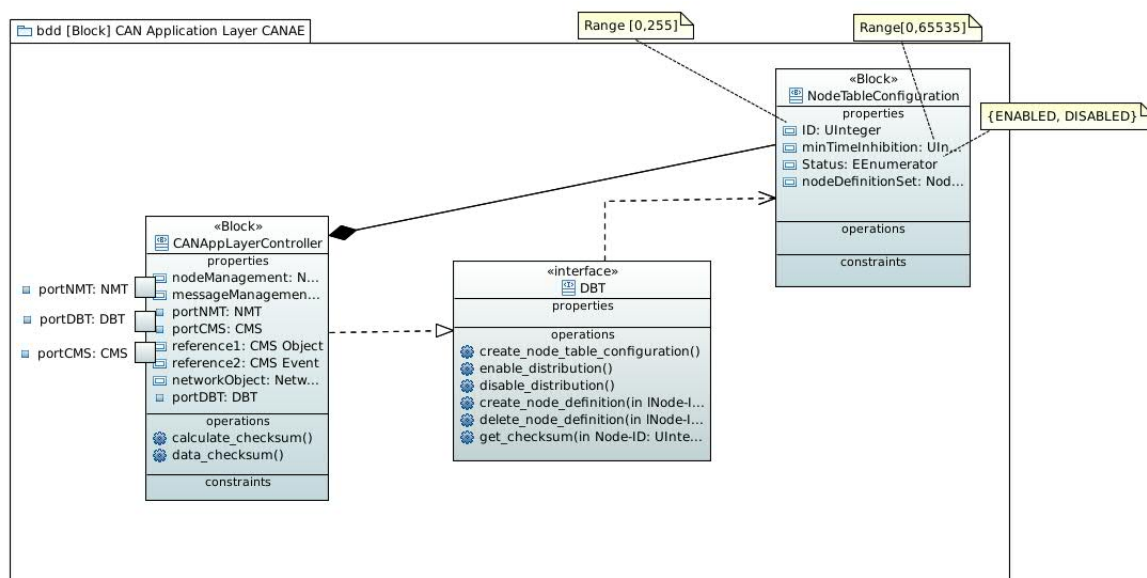 bdd [Block] CAN Application Layer CANAE
Range [0,255]
Range[0,65535]
{ENABLED, DISABLED}
«Block»
NodeTableConfiguration
properties
ID: UInteger
minTimeInhibition: UIn...
Status: EEnumerator
nodeDefinitionSet: Nod...
operations
constraints
«Block»
CANAppLayerController
properties
nodeManagement: N...
messageManagemen...
portNMT: NMT
portCMS: CMS
reference1: CMS Object
reference2: CMS Event
networkObject: Netw...
portDBT: DBT
operations
calculate_checksum()
data_checksum()
constraints
portNMT: NMT
portDBT: DBT
portCMS: CMS
«interface»
DBT
properties
operations
create_node_table_configuration()
enable_distribution()
disable_distribution()
create_node_definition(in lNode-I...
delete_node_definition(in lNode-I...
get_checksum(in Node-ID: UInte...